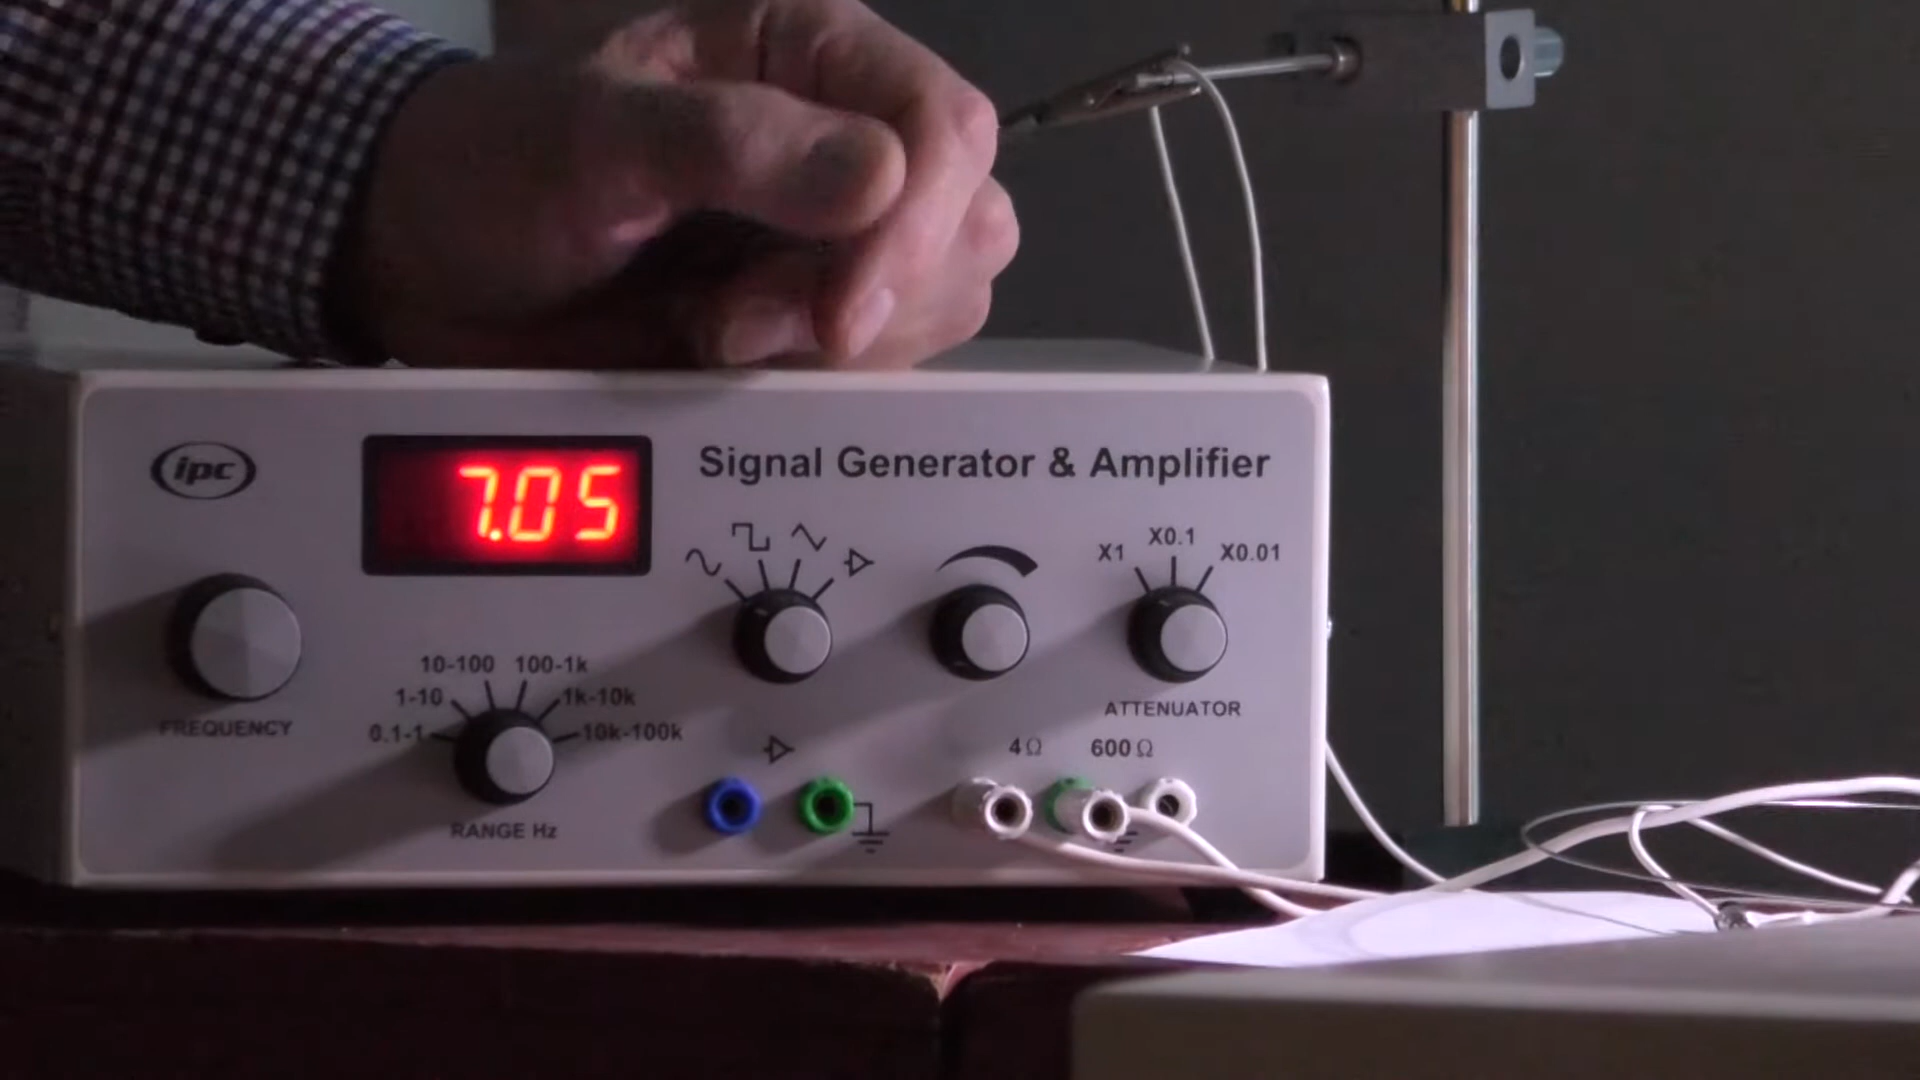 ipc
7.05
Signal Generator & Amplifier
X1 X0.1 X0.01
10-100 100-1k
1-10 1k-10k
0.1-1 10k-100k
FREQUENCY
RANGE Hz
ATTENUATOR
4Ω 600Ω